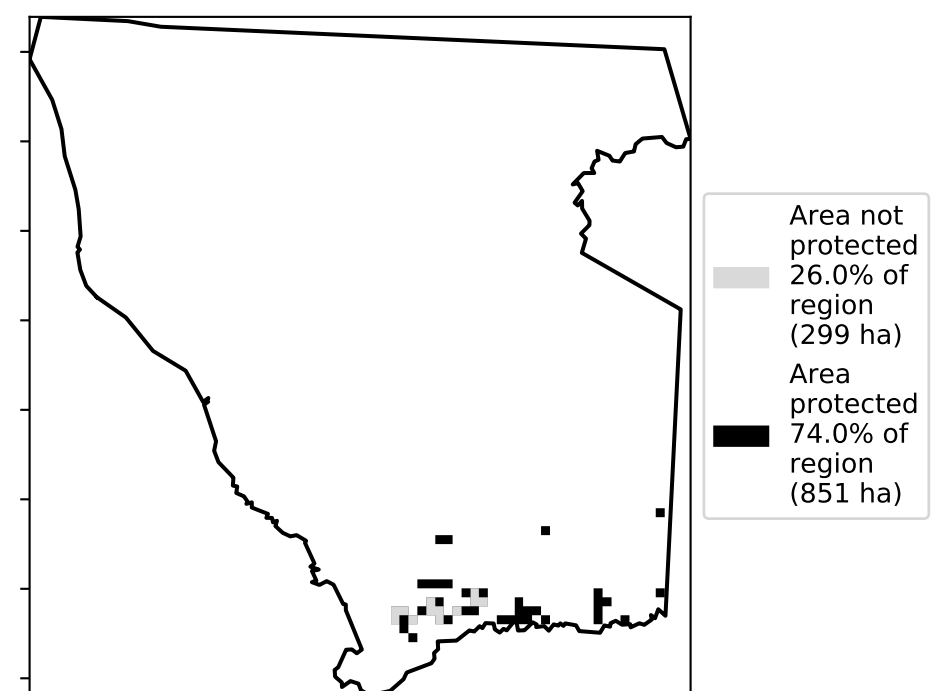 Area not
protected
26.0% of
region
(299 ha)
Area
protected
74.0% of
region
(851 ha)